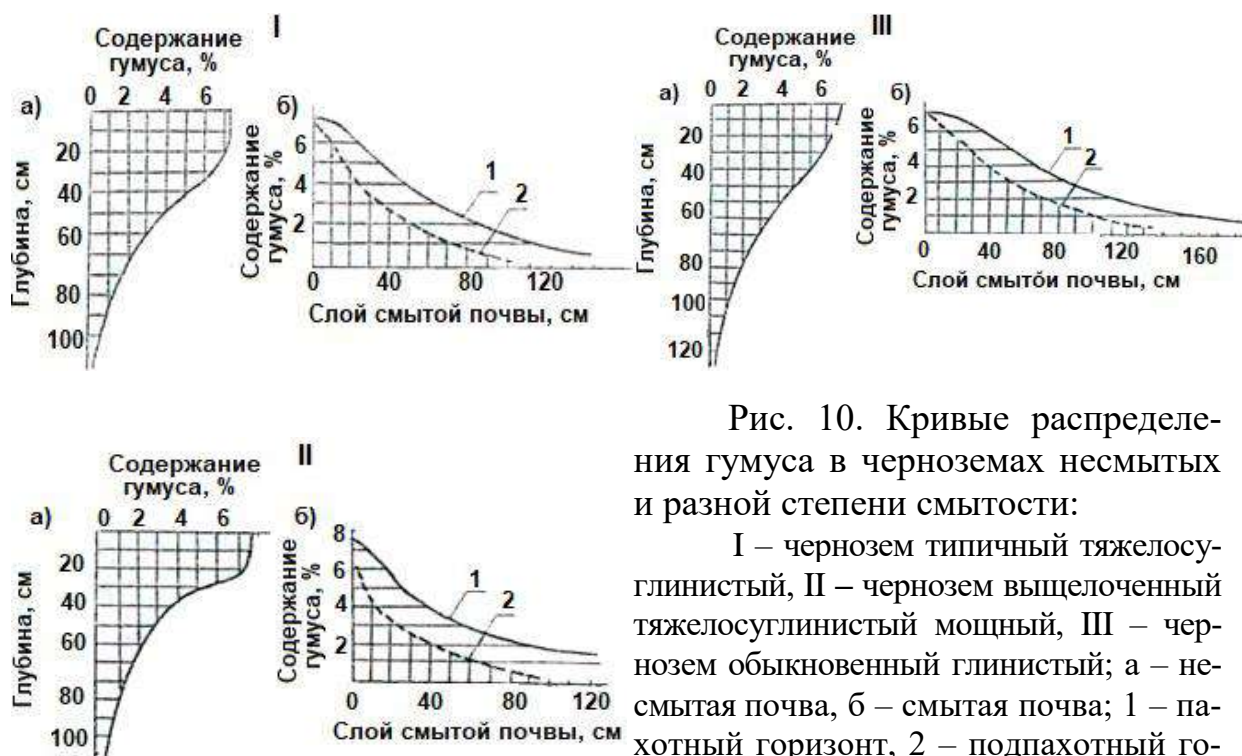 I
Содержание
гумуса, %
0 2 4 6
а)
Глубина, см
20
40
60
80
100
б)
Содержание
гумуса, %
6
4
2
1
2
0 40 80 120
Слой смытой почвы, см
III
Содержание
гумуса, %
0 2 4 6
а)
Глубина, см
20
40
60
80
100
120
б)
Содержание
гумуса, %
6
4
2
1
2
0 40 80 120 160
Слой смытой почвы, см
II
Содержание
гумуса, %
0 2 4 6
а)
Глубина, см
20
40
60
80
100
б)
Содержание
гумуса, %
8
6
4
2
1
2
0 40 80 120
Слой смытой почвы, см
Рис. 10. Кривые распределе-
ния гумуса в черноземах несмытых
и разной степени смытости:
I – чернозем типичный тяжелосу-
глинистый, II – чернозем выщелоченный
тяжелосуглинистый мощный, III – чер-
нозем обыкновенный глинистый; а – не-
смытая почва, б – смытая почва; 1 – па-
хотный горизонт, 2 – подпахотный го-